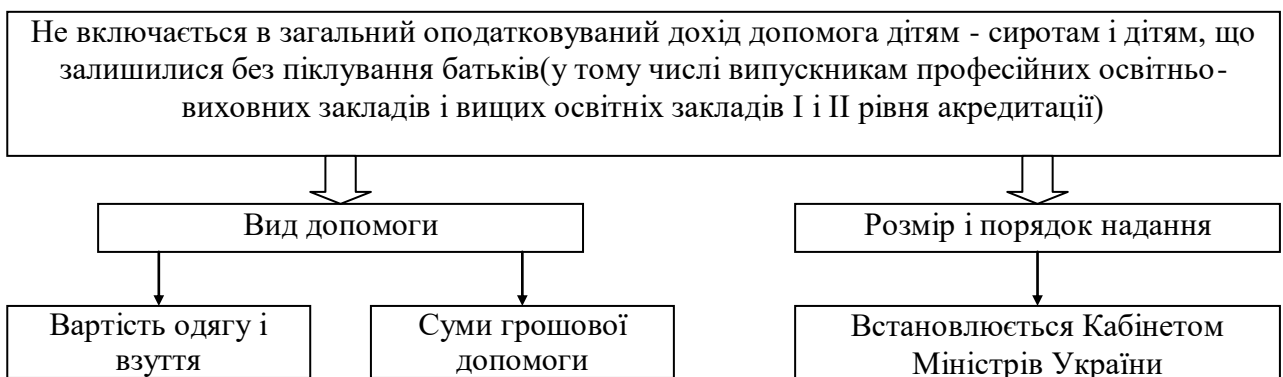 Не включається в загальний оподатковуваний дохід допомога дітям - сиротам і дітям, що
залишилися без піклування батьків(у тому числі випускникам професійних освітньо-
виховних закладів і вищих освітніх закладів І і ІІ рівня акредитації)
Вид допомоги
Розмір і порядок надання
Вартість одягу і
взуття
Суми грошової
допомоги
Встановлюється Кабінетом
Міністрів України